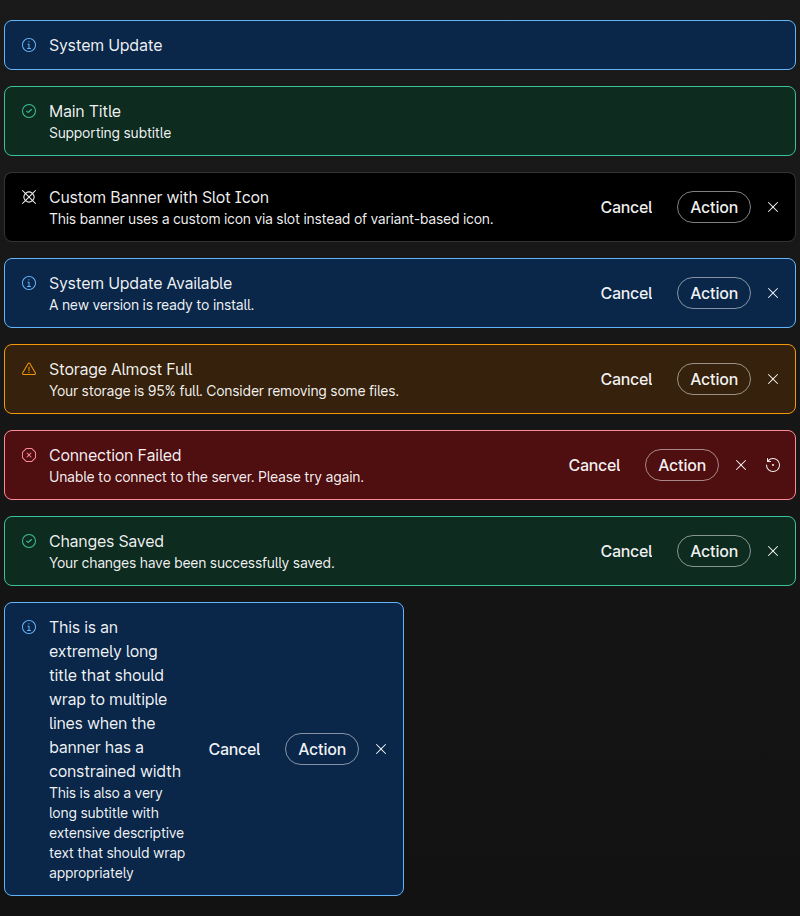 System Update
Main Title
Supporting subtitle
Custom Banner with Slot Icon
This banner uses a custom icon via slot instead of variant-based icon.
Cancel Action
System Update Available
A new version is ready to install.
Cancel Action
Storage Almost Full
Your storage is 95% full. Consider removing some files.
Cancel Action
Connection Failed
Unable to connect to the server. Please try again.
Cancel Action
Changes Saved
Your changes have been successfully saved.
Cancel Action
This is an
extremely long
title that should
wrap to multiple
lines when the
banner has a
constrained width
This is also a very
long subtitle with
extensive descriptive
text that should wrap
appropriately
Cancel Action